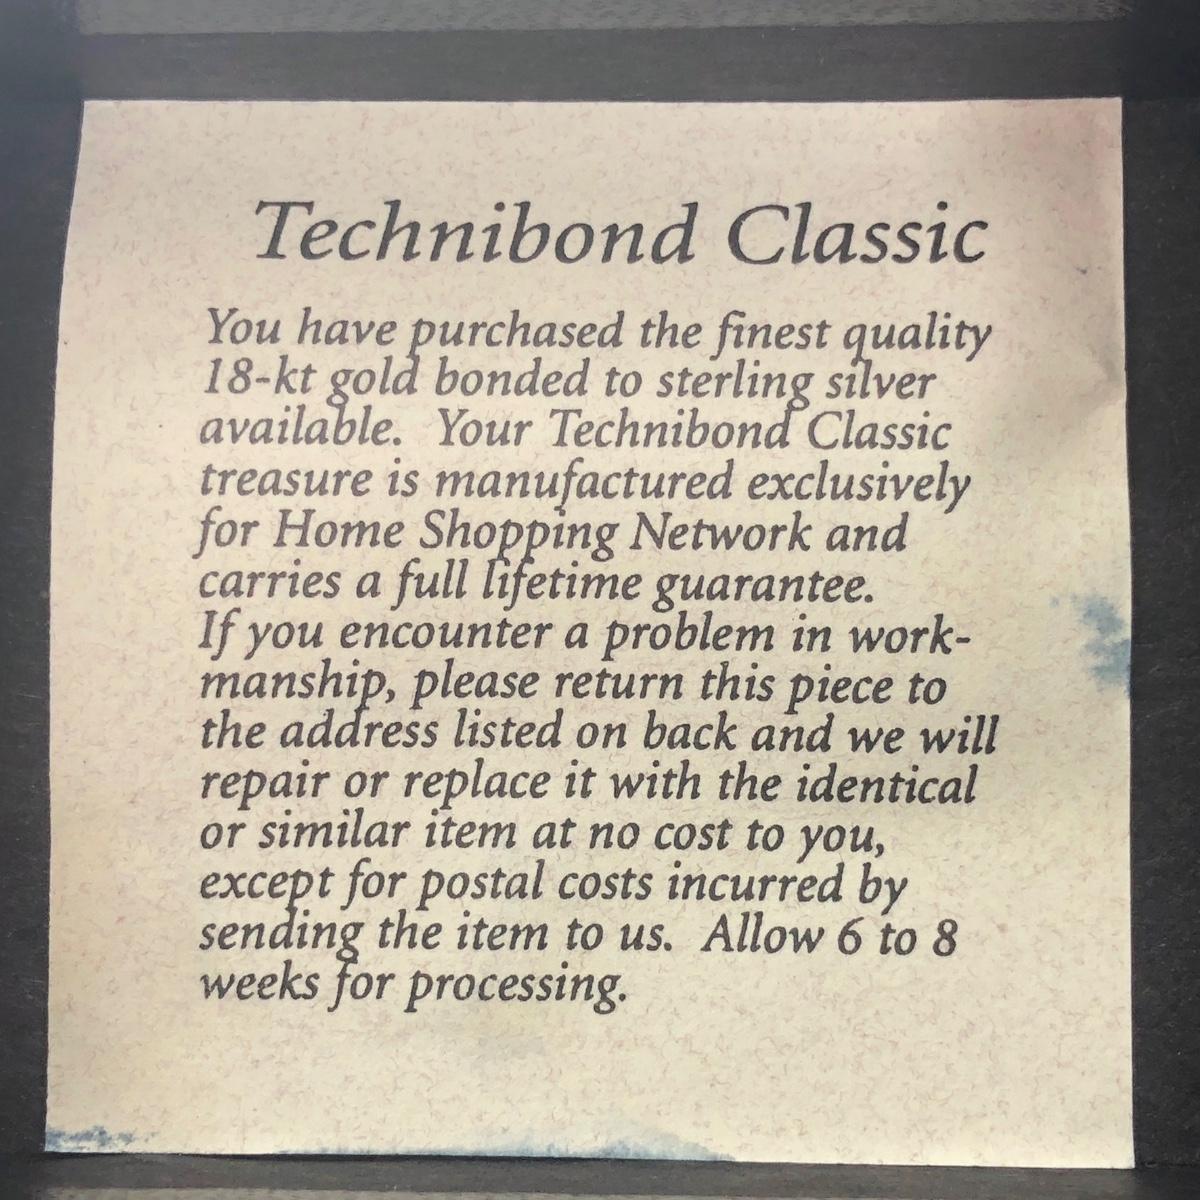 Technibond Classic
You have purchased the finest quality
18-kt gold bonded to sterling silver
available. Your Technibond Classic
treasure is manufactured exclusively
for Home Shopping Network and
carries a full lifetime guarantee.
If you encounter a problem in work-
manship, please return this piece to
the address listed on back and we will
repair or replace it with the identical
or similar item at no cost to you,
except for postal costs incurred by
sending the item to us. Allow 6 to 8
weeks for processing.